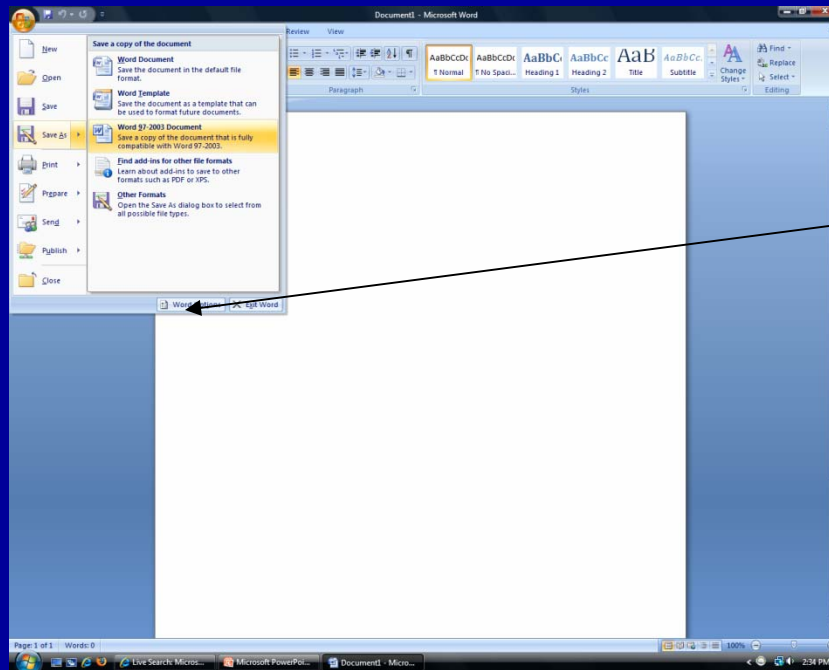 Document1 - Microsoft Word
Review View
New
Open
Save
Save As
Print
Prepare
Send
Publish
Close
Save a copy of the document
Word Document
Save the document in the default file
format.
Word Template
Save the document as a template that can
be used to format future documents.
Word 97-2003 Document
Save a copy of the document that is fully
compatible with Word 97-2003.
Find add-ins for other file formats
Learn about add-ins to save to other
formats such as PDF or XPS.
Other Formats
Open the Save As dialog box to select from
all possible file types.
Word Options Exit Word
AaBbCcDc AaBbCcDc AaBbC AaBbCc AaB AaBbCc.
¶ Normal ¶ No Spaci... Heading 1 Heading 2 Title Subtitle
Change
Styles
Find
Replace
Select
Paragraph Styles Editing
Page: 1 of 1 Words: 0 100%
Live Search: Micros... Microsoft PowerPoi... Document1 - Micro... 2:34 PM